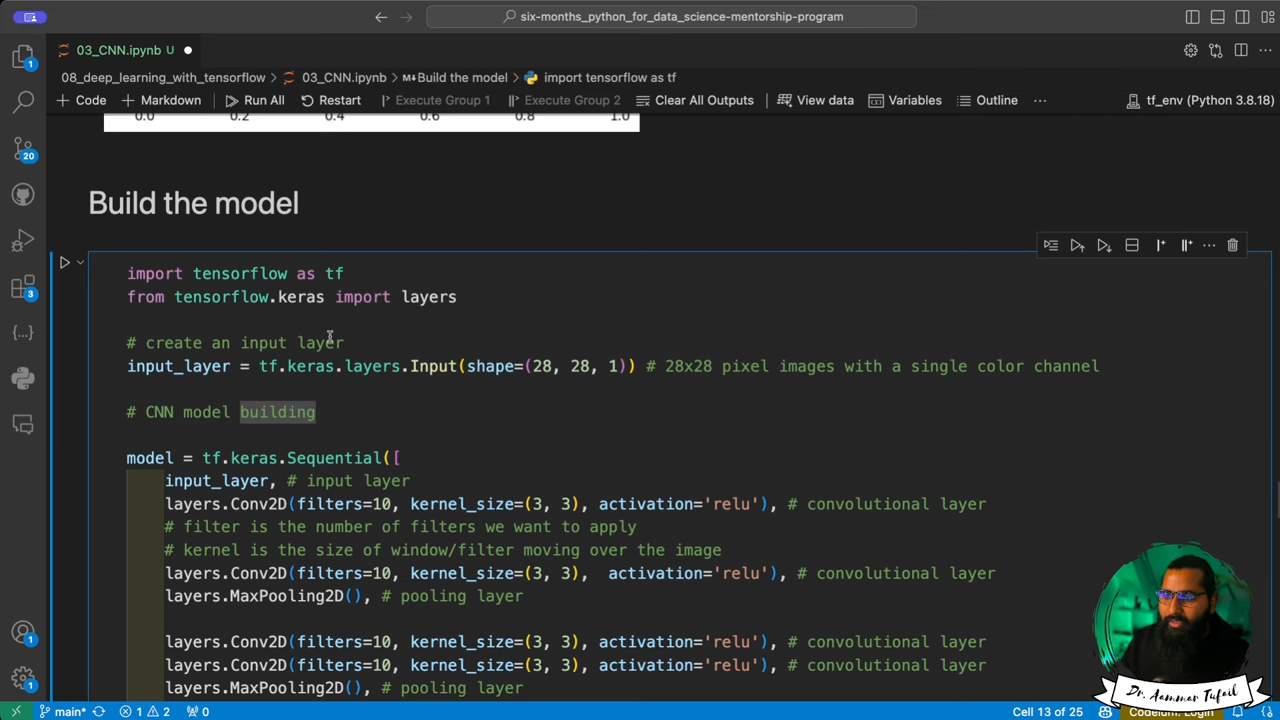 six-months_python_for_data_science-mentorship-program
03_CNN.ipynb U
08_deep_learning_with_tensorflow > 03_CNN.ipynb > M↓Build the model > import tensorflow as tf
+ Code + Markdown Run All Restart Execute Group 1 Execute Group 2 Clear All Outputs View data Variables Outline ··· tf_env (Python 3.8.18)
0.0 0.2 0.4 0.6 0.8 1.0
Build the model
import tensorflow as tf
from tensorflow.keras import layers
# create an input layer
input_layer = tf.keras.layers.Input(shape=(28, 28, 1)) # 28x28 pixel images with a single color channel
# CNN model building
model = tf.keras.Sequential([
input_layer, # input layer
layers.Conv2D(filters=10, kernel_size=(3, 3), activation='relu'), # convolutional layer
# filter is the number of filters we want to apply
# kernel is the size of window/filter moving over the image
layers.Conv2D(filters=10, kernel_size=(3, 3),  activation='relu'), # convolutional layer
layers.MaxPooling2D(), # pooling layer
layers.Conv2D(filters=10, kernel_size=(3, 3), activation='relu'), # convolutional layer
layers.Conv2D(filters=10, kernel_size=(3, 3), activation='relu'), # convolutional layer
layers.MaxPooling2D(), # pooling layer
1
20
3
1
1
Dr. Aammar Tufail
main* 1 2 0 Cell 13 of 25 Codeium: Login